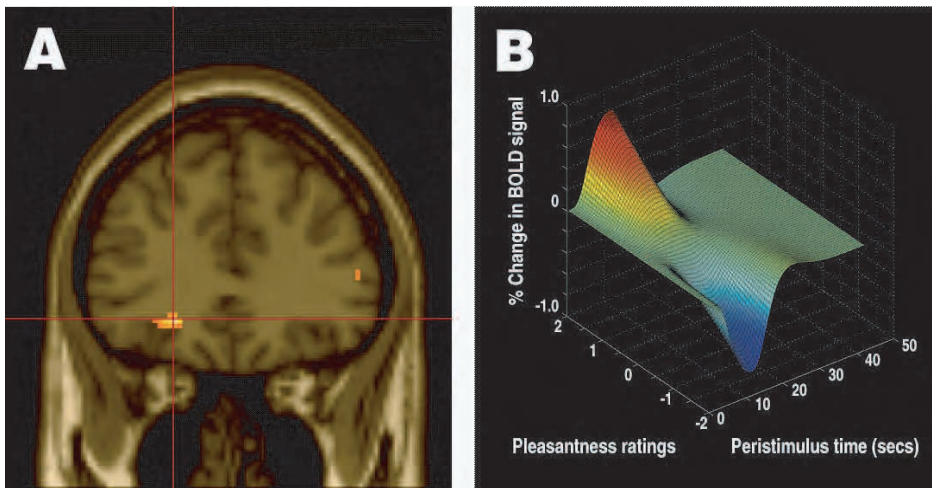 A
B
% Change in BOLD signal
1.0
0
-1.0
2
1
0
-1
-2
0
10
20
30
40
50
Pleasantness ratings
Peristimulus time (secs)